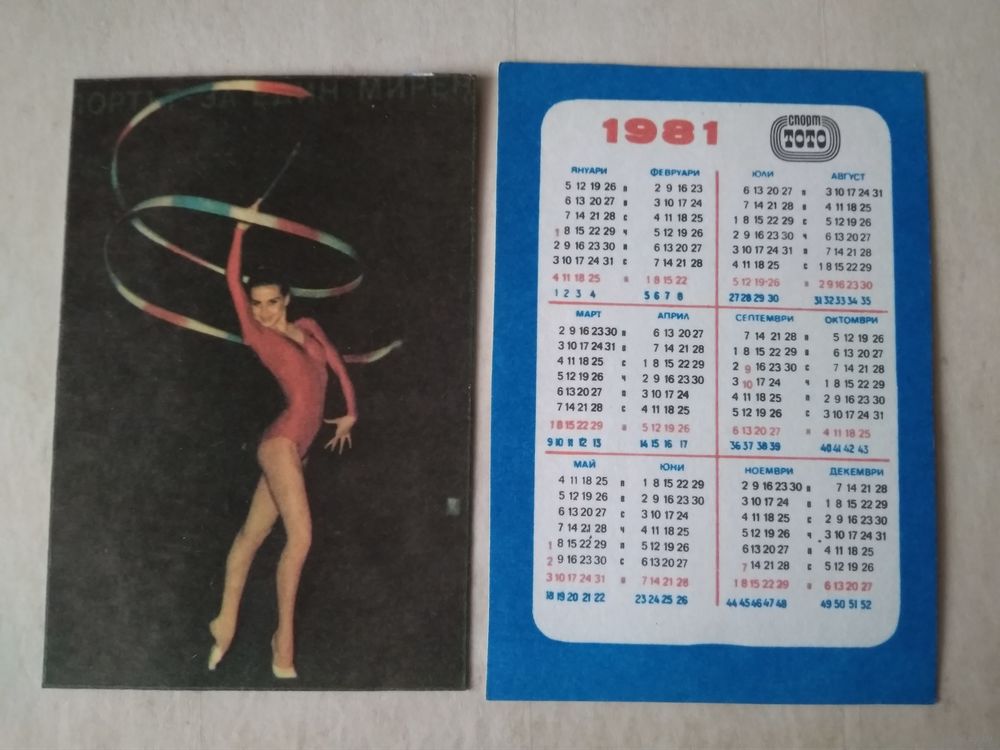 ЗА ЕДИН МИРЕН
1981
спорт
ТОТО
ЯНУАРИ ФЕВРУАРИ
5 12 19 26 п 2 9 16 23
6 13 20 27 в 3 10 17 24
7 14 21 28 с 4 11 18 25
1 8 15 22 29 ч 5 12 19 26
2 9 16 23 30 п 6 13 20 27
3 10 17 24 31 с 7 14 21 28
4 11 18 25 н 1 8 15 22
1 2 3 4 5 6 7 8
МАРТ АПРИЛ
2 9 16 23 30 п 6 13 20 27
3 10 17 24 31 в 7 14 21 28
4 11 18 25 с 1 8 15 22 29
5 12 19 26 ч 2 9 16 23 30
6 13 20 27 п 3 10 17 24
7 14 21 28 с 4 11 18 25
1 8 15 22 29 н 5 12 19 26
9 10 11 12 13 14 15 16 17
МАЙ ЮНИ
4 11 18 25 п 1 8 15 22 29
5 12 19 26 в 2 9 16 23 30
6 13 20 27 с 3 10 17 24
7 14 21 28 ч 4 11 18 25
1 8 15 22 29 п 5 12 19 26
2 9 16 23 30 с 6 13 20 27
3 10 17 24 31 н 7 14 21 28
18 19 20 21 22 23 24 25 26
ЮЛИ АВГУСТ
6 13 20 27 п 3 10 17 24 31
7 14 21 28 в 4 11 18 25
1 8 15 22 29 с 5 12 19 26
2 9 16 23 30 ч 6 13 20 27
3 10 17 24 31 п 7 14 21 28
4 11 18 25 с 1 8 15 22 29
5 12 19 26 н 2 9 16 23 30
27 28 29 30 31 32 33 34 35
СЕПТЕМВРИ ОКТОМВРИ
7 14 21 28 п 5 12 19 26
1 8 15 22 29 в 6 13 20 27
2 9 16 23 30 с 7 14 21 28
3 10 17 24 ч 1 8 15 22 29
4 11 18 25 п 2 9 16 23 30
5 12 19 26 с 3 10 17 24 31
6 13 20 27 н 4 11 18 25
36 37 38 39 40 41 42 43
НОЕМВРИ ДЕКЕМВРИ
2 9 16 23 30 п 7 14 21 28
3 10 17 24 в 1 8 15 22 29
4 11 18 25 с 2 9 16 23 30
5 12 19 26 ч 3 10 17 24 31
6 13 20 27 п 4 11 18 25
7 14 21 28 с 5 12 19 26
1 8 15 22 29 н 6 13 20 27
44 45 46 47 48 49 50 51 52